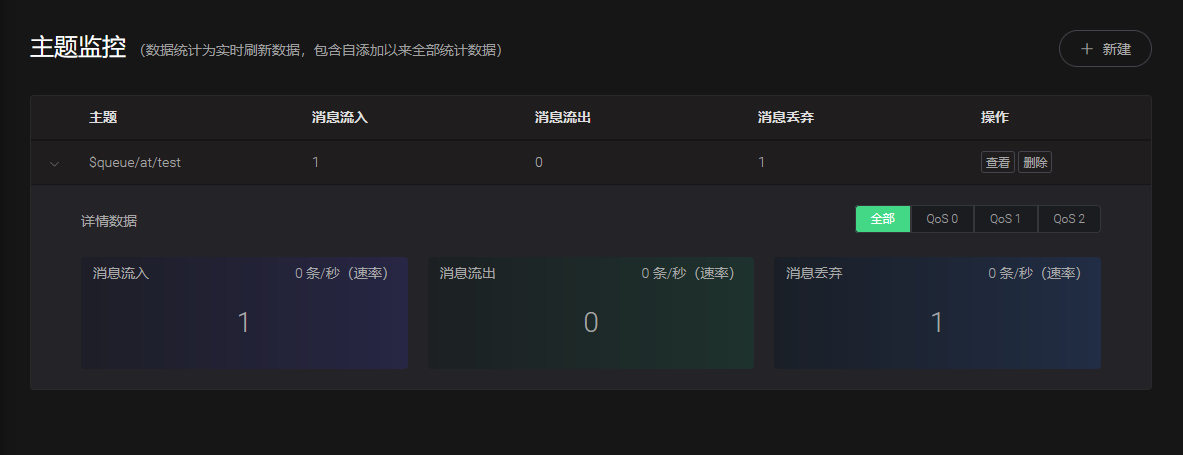 主题监控 （数据统计为实时刷新数据，包含自添加以来全部统计数据）
＋ 新建
主题 消息流入 消息流出 消息丢弃 操作
$queue/at/test 1 0 1 查看 删除
详情数据 全部 QoS 0 QoS 1 QoS 2
消息流入 0 条/秒（速率） 消息流出 0 条/秒（速率） 消息丢弃 0 条/秒（速率）
1 0 1